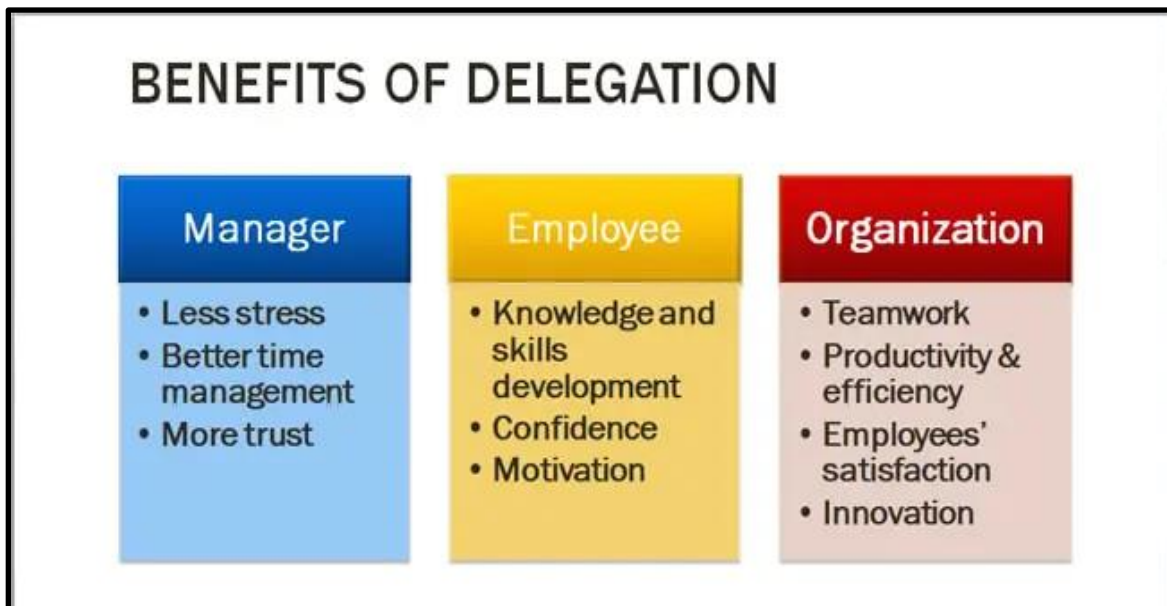 BENEFITS OF DELEGATION
Manager
• Less stress
• Better time
management
• More trust
Employee
• Knowledge and
skills
development
• Confidence
• Motivation
Organization
• Teamwork
• Productivity &
efficiency
• Employees’
satisfaction
• Innovation